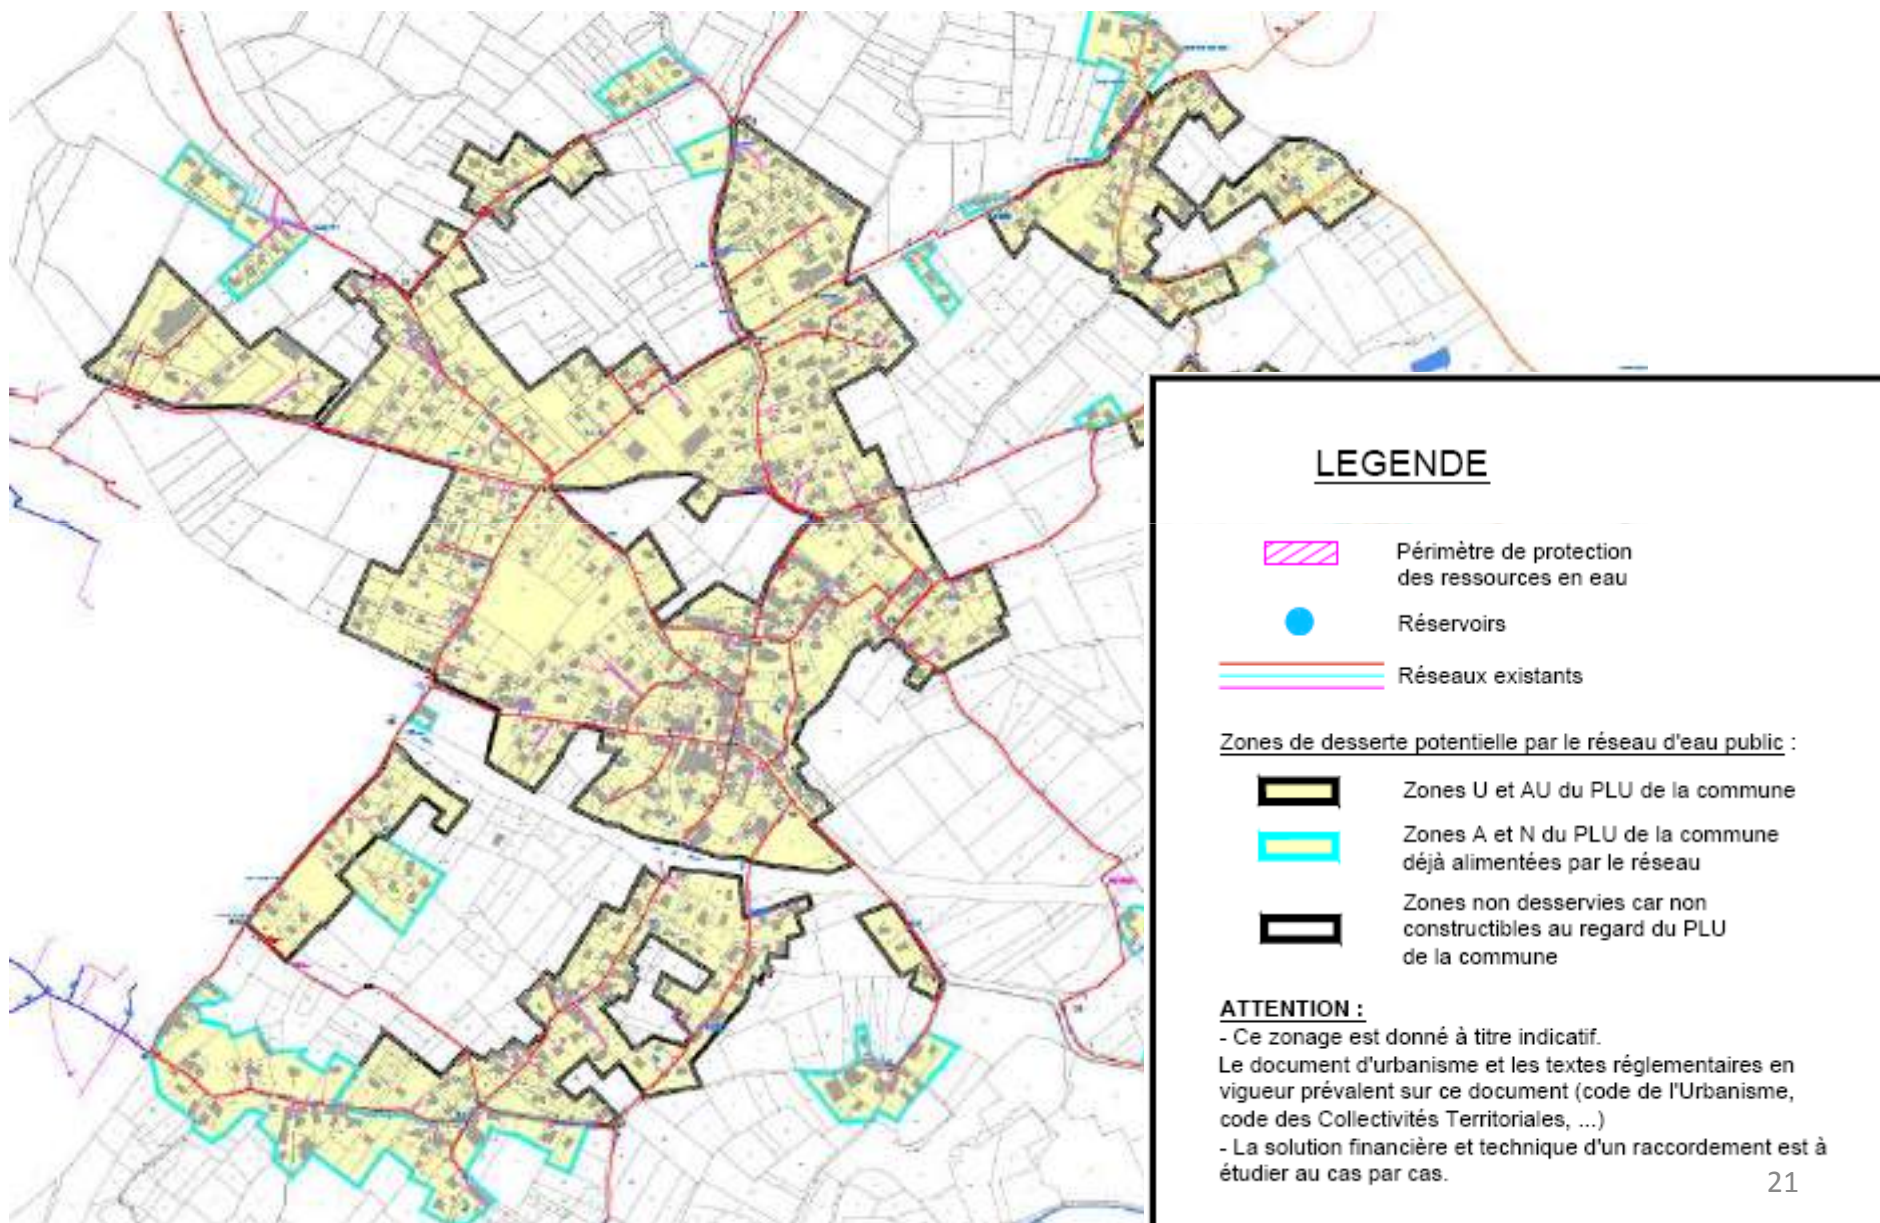 LEGENDE
Périmètre de protection
des ressources en eau
Réservoirs
Réseaux existants
Zones de desserte potentielle par le réseau d'eau public :
Zones U et AU du PLU de la commune
Zones A et N du PLU de la commune
déjà alimentées par le réseau
Zones non desservies car non
constructibles au regard du PLU
de la commune
ATTENTION :
- Ce zonage est donné à titre indicatif.
Le document d'urbanisme et les textes réglementaires en
vigueur prévalent sur ce document (code de l'Urbanisme,
code des Collectivités Territoriales, ...)
- La solution financière et technique d'un raccordement est à
étudier au cas par cas.
21